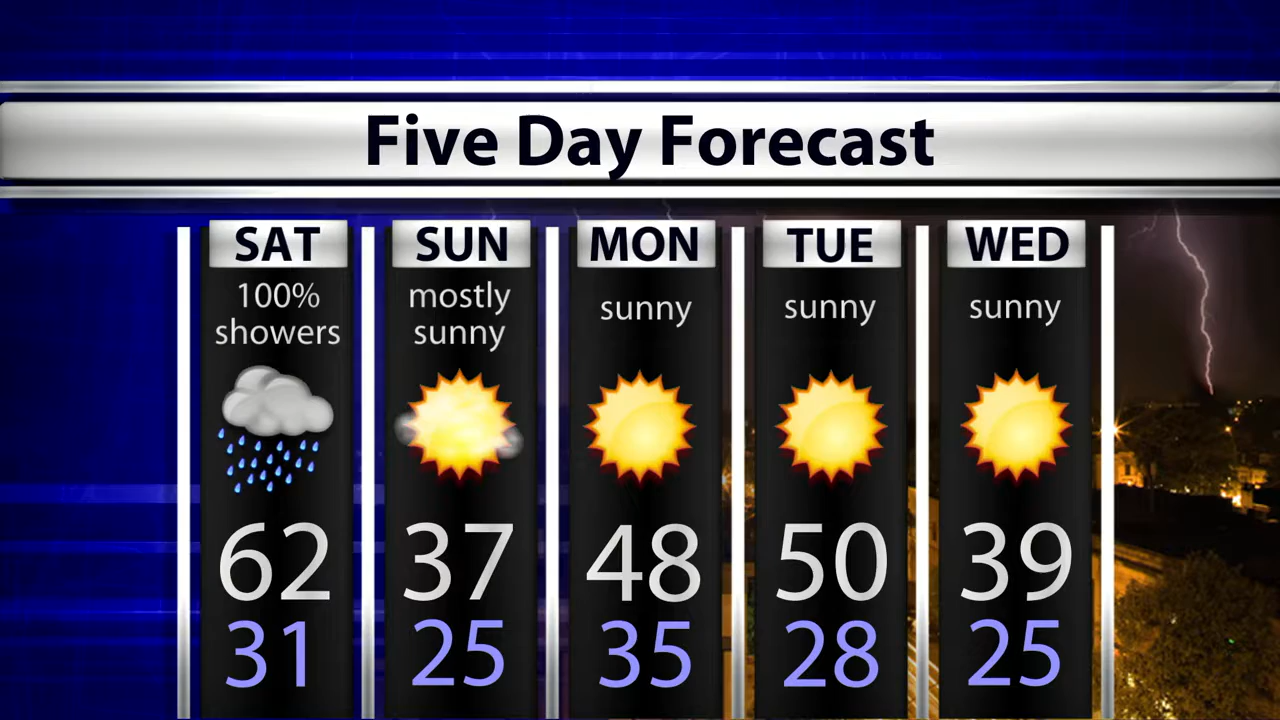 Five Day Forecast
SAT
100%
showers
62
31
SUN
mostly
sunny
37
25
MON
sunny
48
35
TUE
sunny
50
28
WED
sunny
39
25